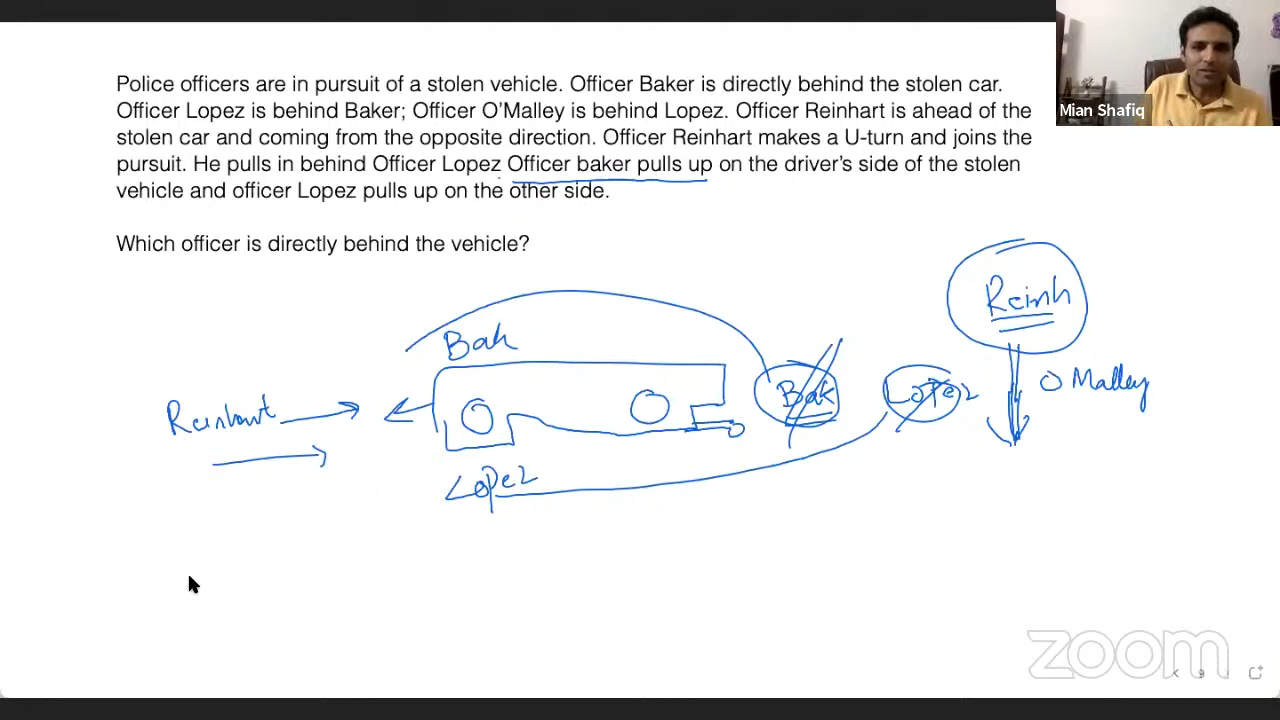 Mian Shafiq
Police officers are in pursuit of a stolen vehicle. Officer Baker is directly behind the stolen car.
Officer Lopez is behind Baker; Officer O'Malley is behind Lopez. Officer Reinhart is ahead of the
stolen car and coming from the opposite direction. Officer Reinhart makes a U-turn and joins the
pursuit. He pulls in behind Officer Lopez Officer baker pulls up on the driver's side of the stolen
vehicle and officer Lopez pulls up on the other side.
Which officer is directly behind the vehicle?
Reinh
Bak
Bak
Lopez
O Malley
Reinhart
Lopez
zoom
9